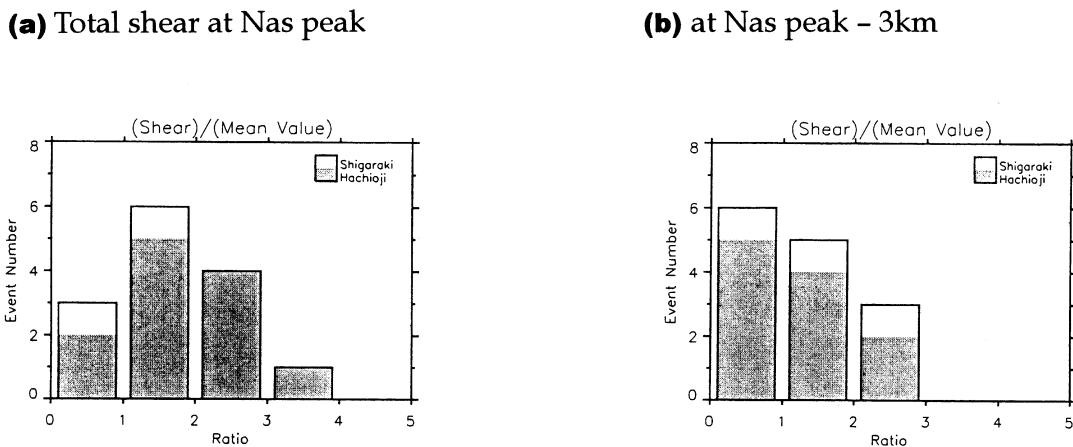 (a) Total shear at Nas peak
(Shear)/(Mean Value)
8
6
4
2
0
Event Number
Shigaraki
Hachioji
0 1 2 3 4 5
Ratio
(b) at Nas peak – 3km
(Shear)/(Mean Value)
8
6
4
2
0
Event Number
Shigaraki
Hachioji
0 1 2 3 4 5
Ratio